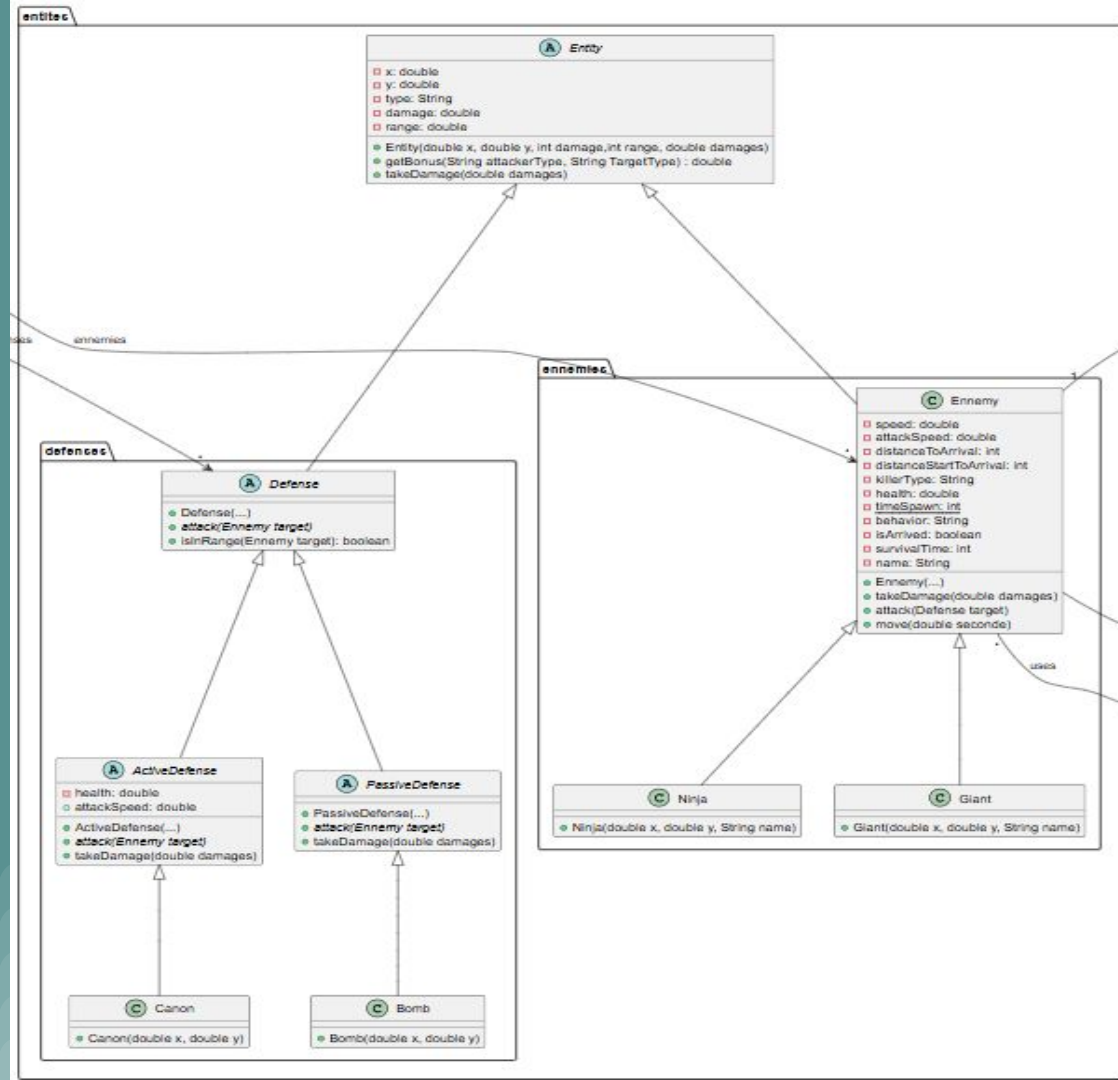 entites
A Entity
x: double
y: double
type: String
damage: double
range: double
Entity(double x, double y, int damage,int range, double damages)
getBonus(String attackerType, String TargetType) : double
takeDamage(double damages)
ennemies
ennemies
C Ennemy
speed: double
attackSpeed: double
distanceToArrival: int
distanceStartToArrival: int
killerType: String
health: double
timeSpawn: int
behavior: String
isArrived: boolean
survivalTime: int
name: String
Ennemy(...)
takeDamage(double damages)
attack(Defense target)
move(double seconde)
1
*
*
*
uses
defenses
A Defense
Defense(...)
attack(Ennemy target)
isInRange(Ennemy target): boolean
A ActiveDefense
health: double
attackSpeed: double
ActiveDefense(...)
attack(Ennemy target)
takeDamage(double damages)
A PassiveDefense
PassiveDefense(...)
attack(Ennemy target)
takeDamage(double damages)
C Ninja
Ninja(double x, double y, String name)
C Giant
Giant(double x, double y, String name)
C Canon
Canon(double x, double y)
C Bomb
Bomb(double x, double y)